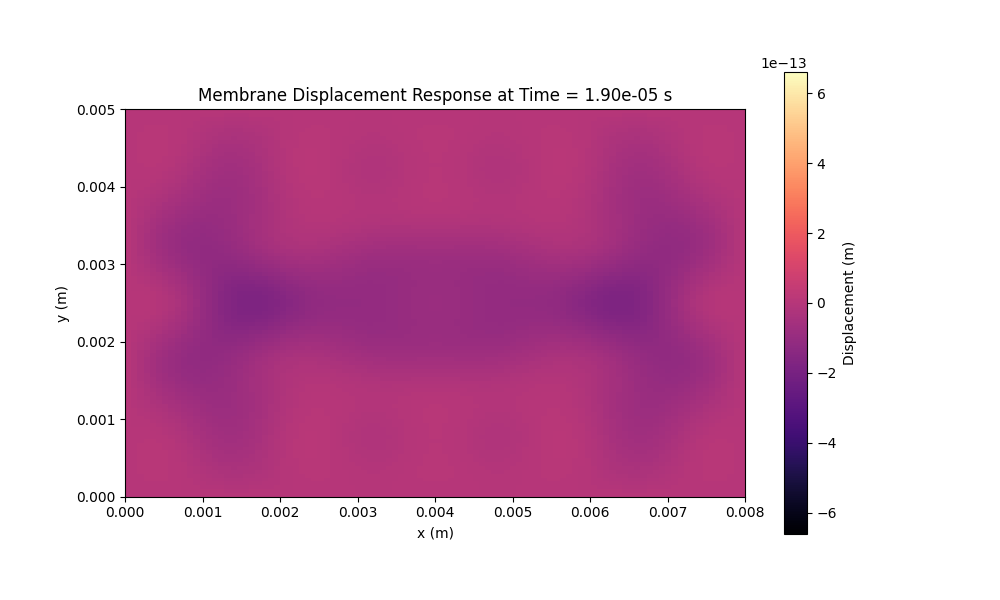 1e−13
Membrane Displacement Response at Time = 1.90e-05 s
0.005
0.004
0.003
0.002
0.001
0.000
y (m)
0.000 0.001 0.002 0.003 0.004 0.005 0.006 0.007 0.008
x (m)
6
4
2
0
−2
−4
−6
Displacement (m)